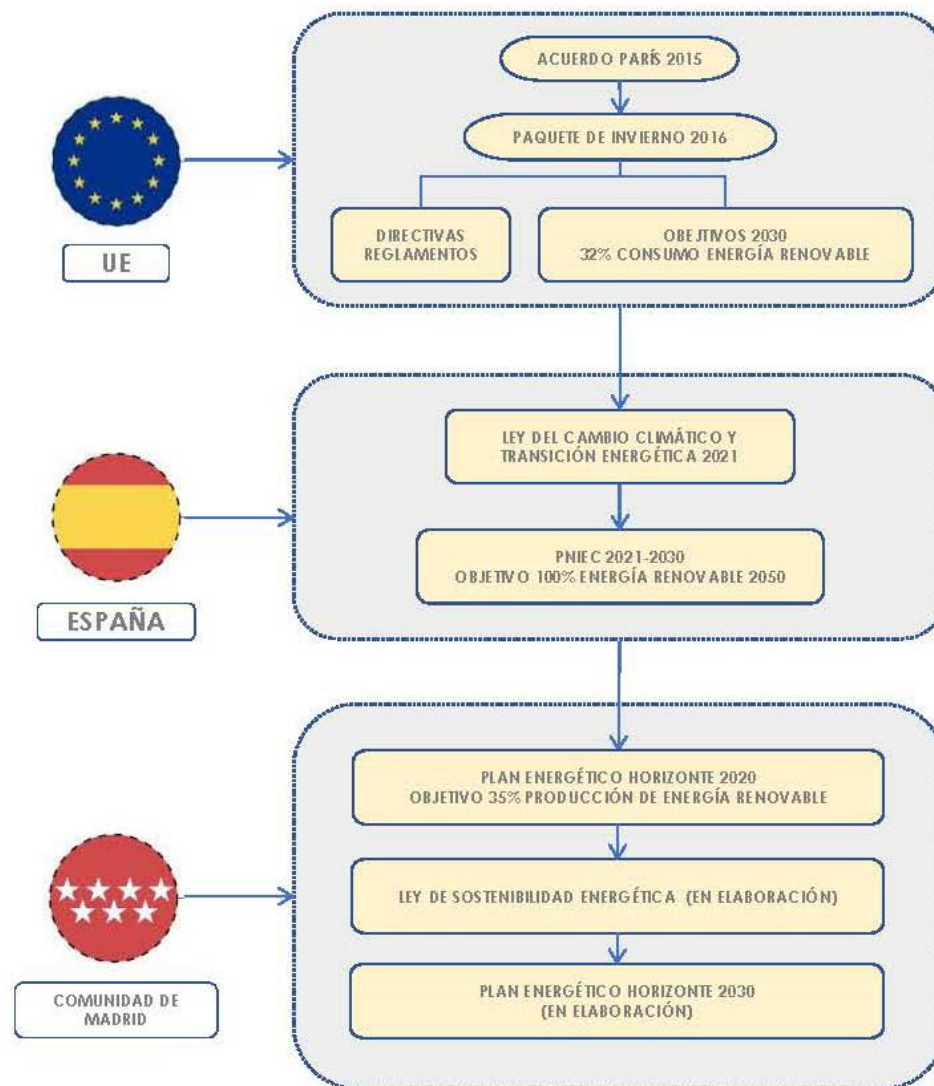 ACUERDO PARÍS 2015
PAQUETE DE INVIERNO 2016
DIRECTIVAS
REGLAMENTOS
OBEJTIVOS 2030
32% CONSUMO ENERGÍA RENOVABLE
UE
LEY DEL CAMBIO CLIMÁTICO Y
TRANSICIÓN ENERGÉTICA 2021
PNIEC 2021-2030
OBJETIVO 100% ENERGÍA RENOVABLE 2050
ESPAÑA
PLAN ENERGÉTICO HORIZONTE 2020
OBJETIVO 35% PRODUCCIÓN DE ENERGÍA RENOVABLE
LEY DE SOSTENIBILIDAD ENERGÉTICA (EN ELABORACIÓN)
PLAN ENERGÉTICO HORIZONTE 2030
(EN ELABORACIÓN)
COMUNIDAD DE
MADRID